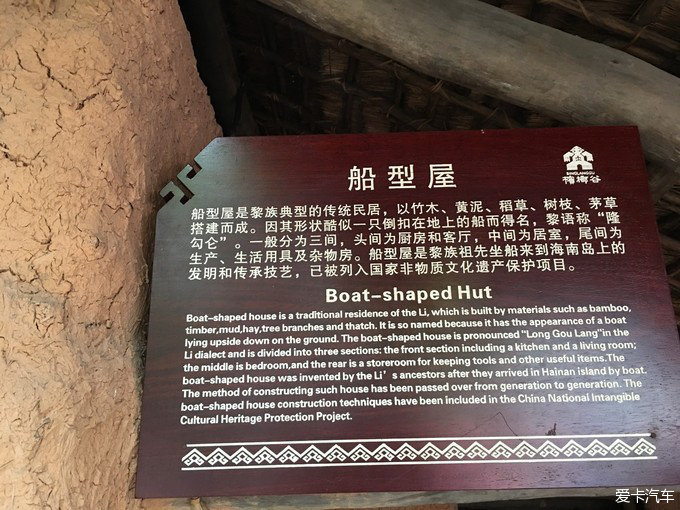 BINGLANGGU
槟榔谷
船型屋
船型屋是黎族典型的传统民居，以竹木、黄泥、稻草、树枝、茅草
搭建而成。因其形状酷似一只倒扣在地上的船而得名，黎语称“隆
勾仑”。一般分为三间，头间为厨房和客厅，中间为居室，尾间为
生产、生活用具及杂物房。船型屋是黎族祖先坐船来到海南岛上的
发明和传承技艺，已被列入国家非物质文化遗产保护项目。
Boat-shaped Hut
Boat-shaped house is a traditional residence of the Li, which is built by materials such as bamboo,
timber,mud,hay,tree branches and thatch. It is so named because it has the appearance of a boat
lying upside down on the ground. The boat-shaped house is pronounced "Long Gou Lang"in the
Li dialect and is divided into three sections: the front section including a kitchen and a living room;
the middle is bedroom,and the rear is a storeroom for keeping tools and other useful items.The
boat-shaped house was invented by the Li's ancestors after they arrived in Hainan island by boat.
The method of constructing such house has been passed over from generation to generation. The
boat-shaped house construction techniques have been included in the China National Intangible
Cultural Heritage Protection Project.
爱卡汽车